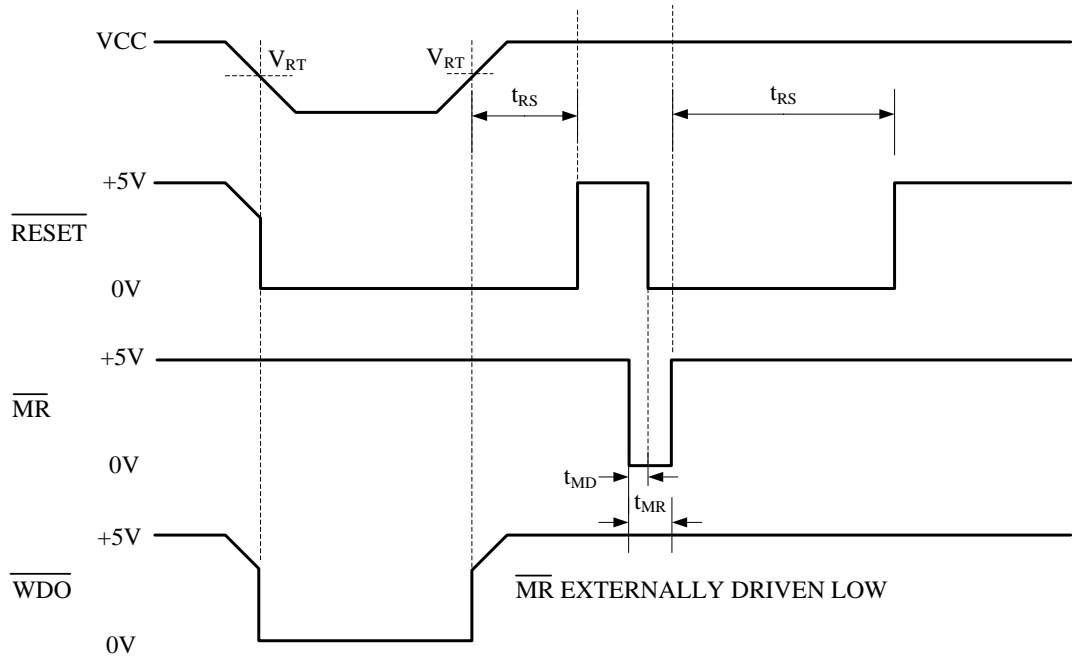 VCC
V_RT
V_RT
t_RS
t_RS
+5V
RESET
0V
+5V
MR
0V
t_MD
t_MR
+5V
WDO
MR EXTERNALLY DRIVEN LOW
0V